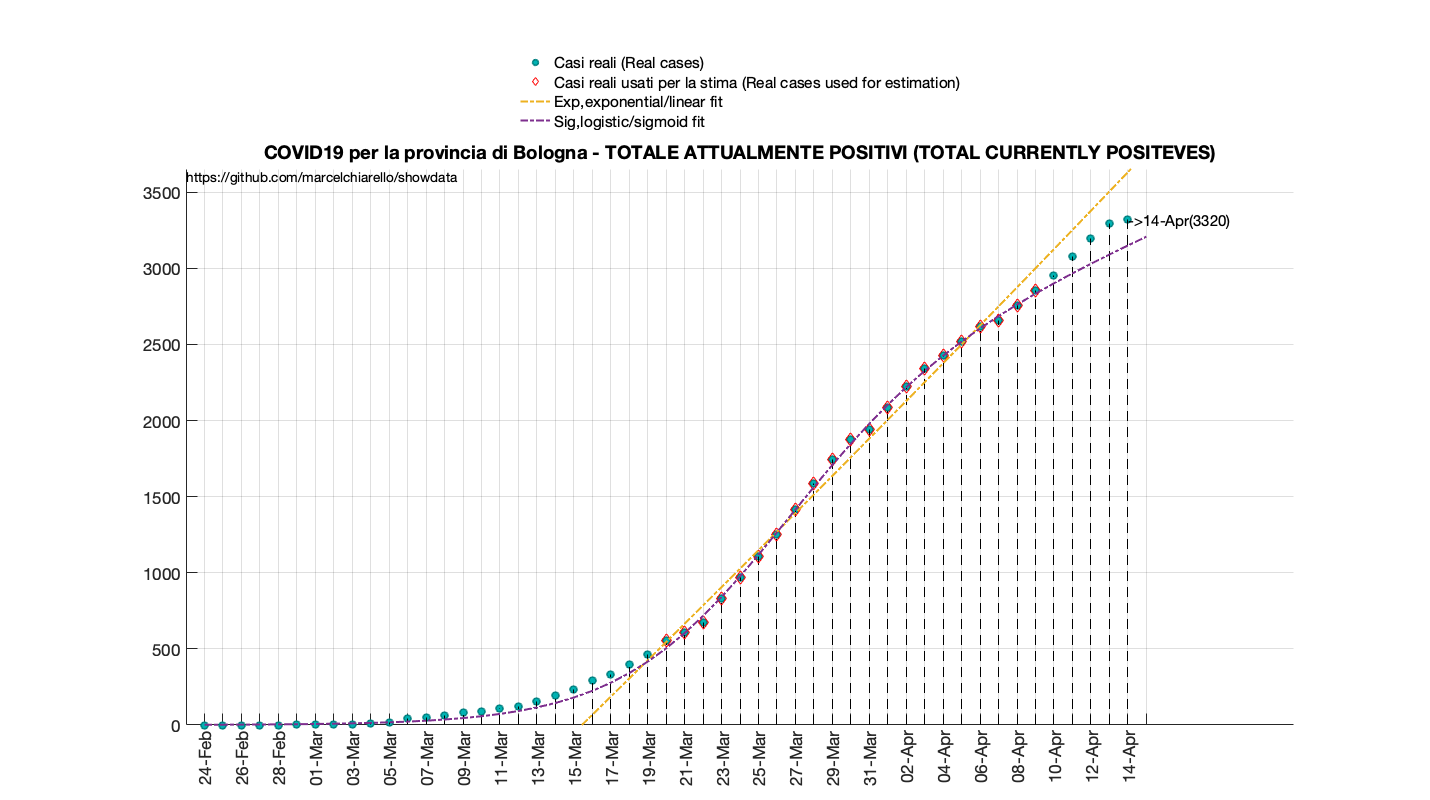 Casi reali (Real cases)
Casi reali usati per la stima (Real cases used for estimation)
Exp,exponential/linear fit
Sig,logistic/sigmoid fit
COVID19 per la provincia di Bologna - TOTALE ATTUALMENTE POSITIVI (TOTAL CURRENTLY POSITEVES)
https://github.com/marcelchiarello/showdata
3500
->14-Apr(3320)
3000
2500
2000
1500
1000
500
0
24-Feb
26-Feb
28-Feb
01-Mar
03-Mar
05-Mar
07-Mar
09-Mar
11-Mar
13-Mar
15-Mar
17-Mar
19-Mar
21-Mar
23-Mar
25-Mar
27-Mar
29-Mar
31-Mar
02-Apr
04-Apr
06-Apr
08-Apr
10-Apr
12-Apr
14-Apr